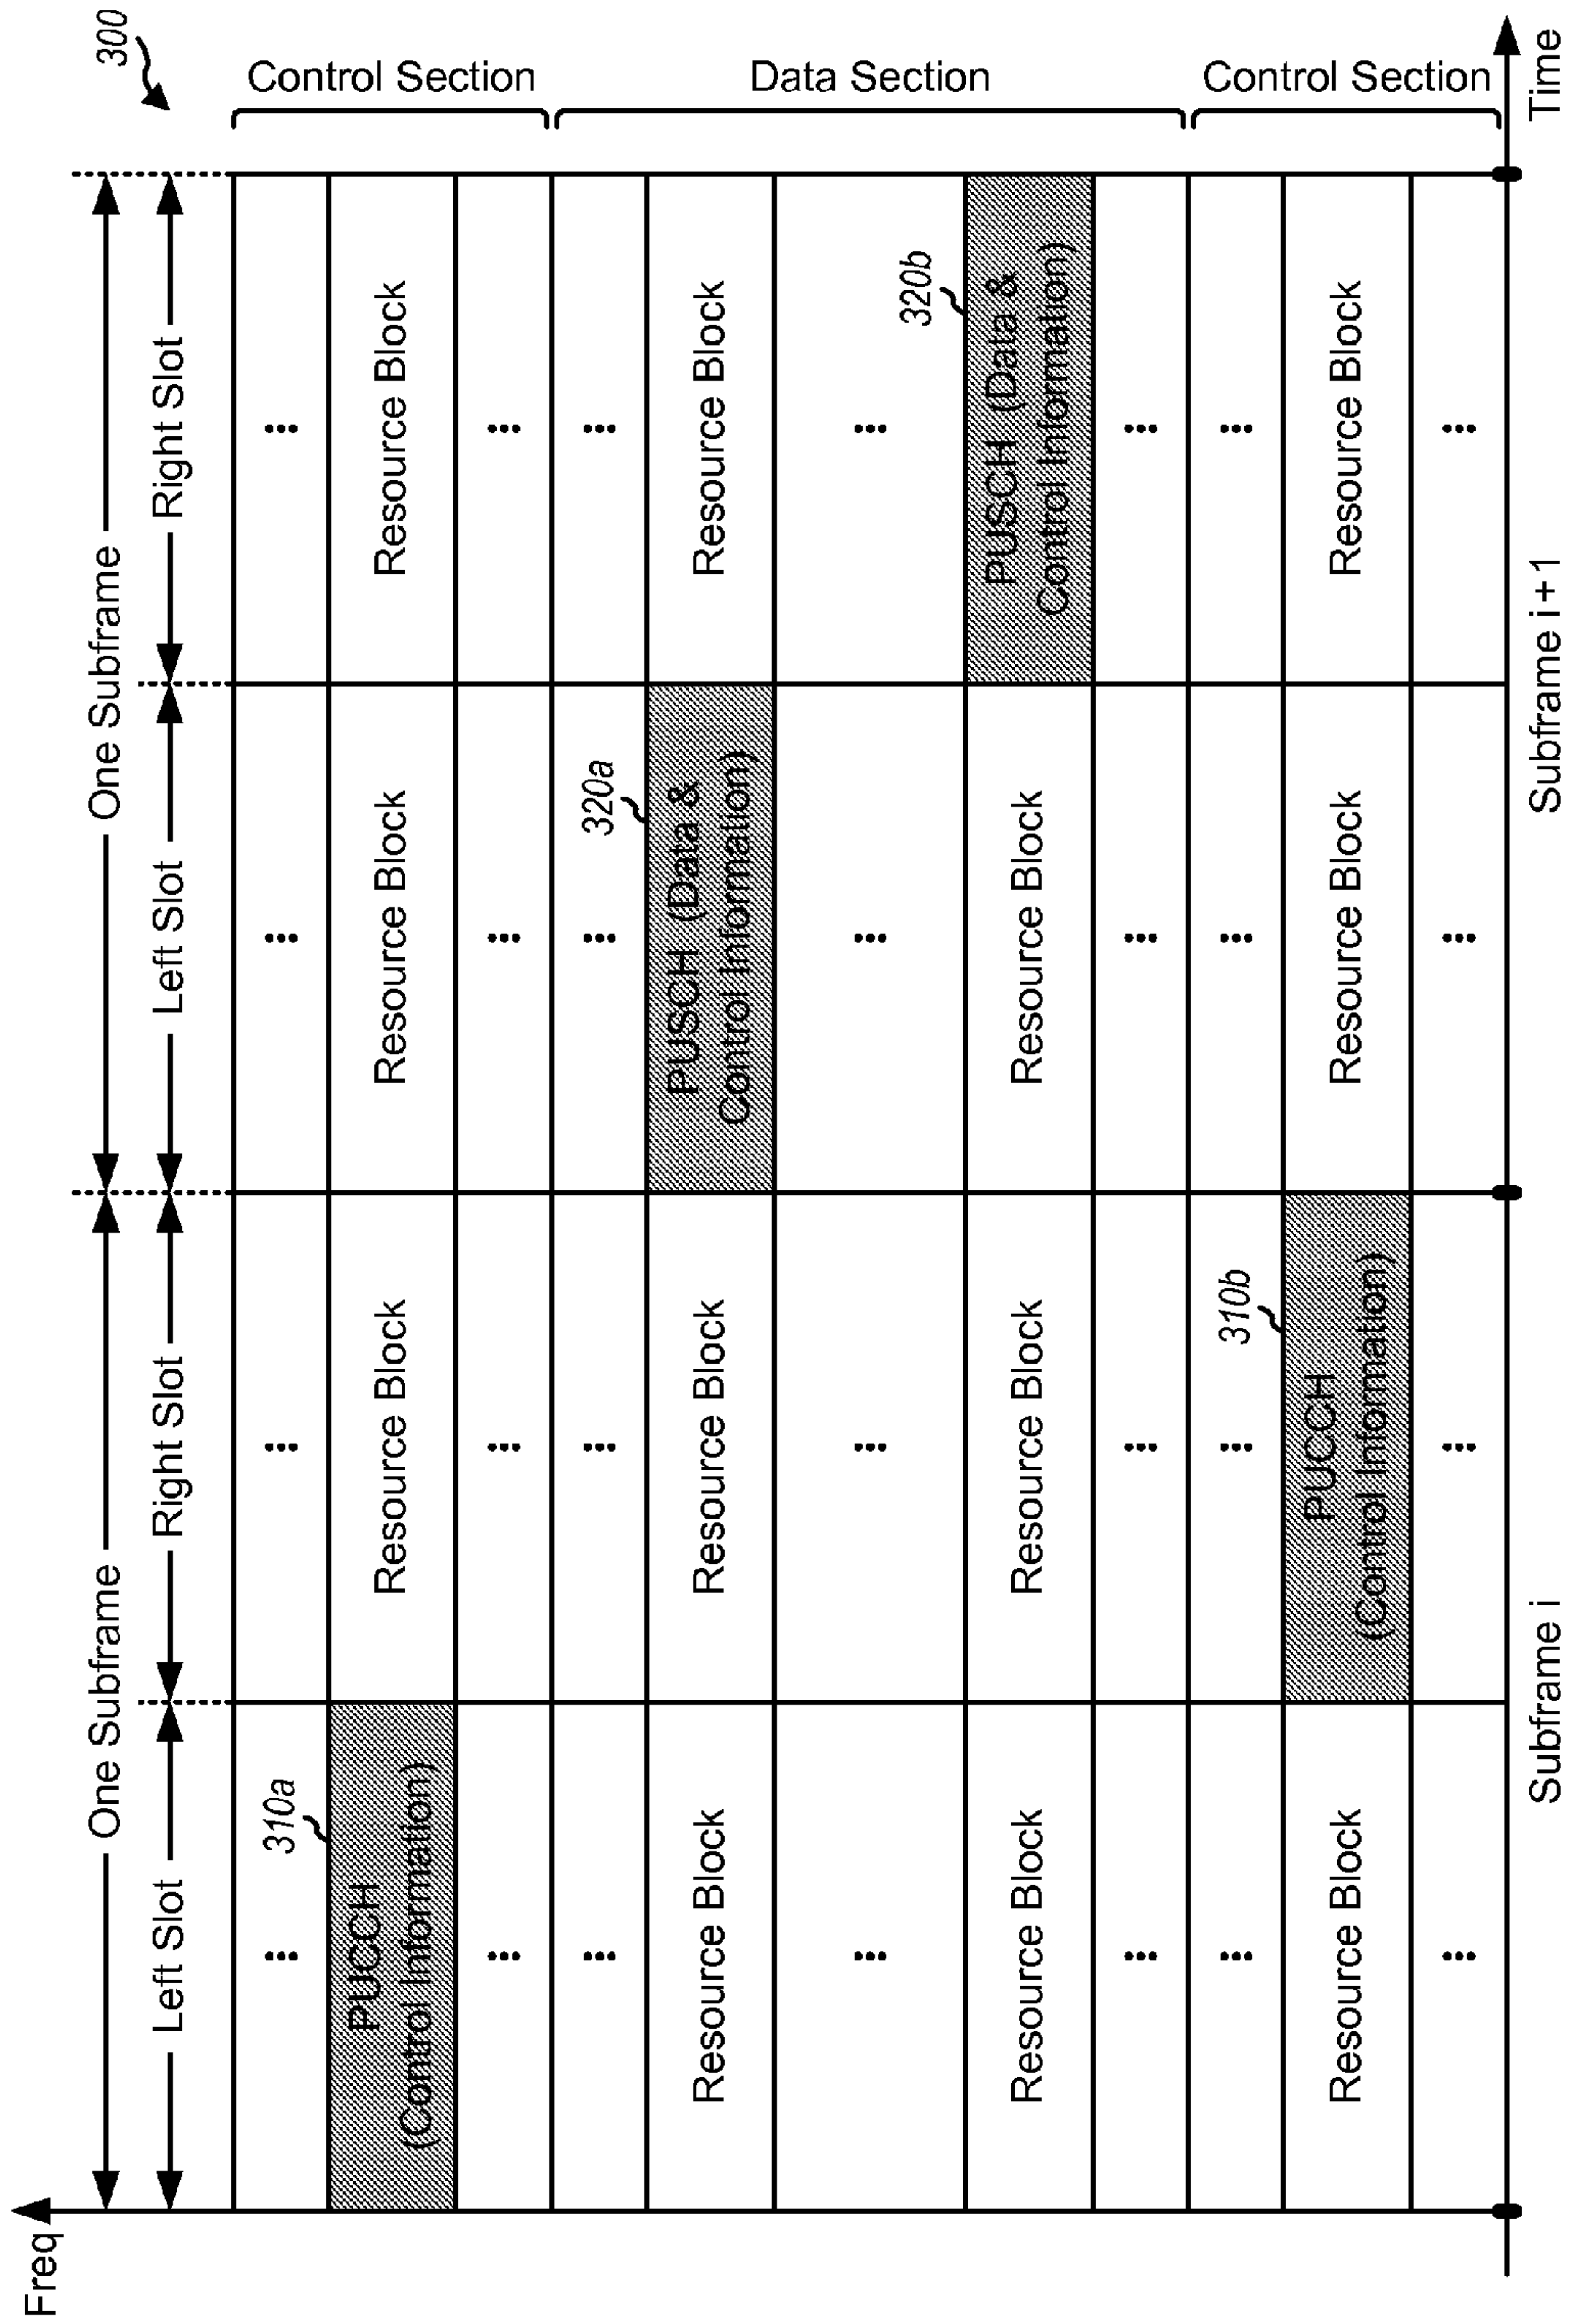 300
One Subframe
One Subframe
Left Slot
Right Slot
Left Slot
Right Slot
Freq
Control Section
Data Section
Control Section
...
...
...
...
310a
PUCCH
(Control Information)
Resource Block
Resource Block
Resource Block
...
...
...
...
...
...
...
...
320a
Resource Block
Resource Block
PUSCH (Data &
Control Information)
Resource Block
...
...
...
...
320b
Resource Block
Resource Block
Resource Block
PUSCH (Data &
Control Information)
...
...
...
...
...
...
...
...
310b
Resource Block
PUCCH
(Control Information)
Resource Block
Resource Block
...
...
...
...
Subframe i
Subframe i+1
Time